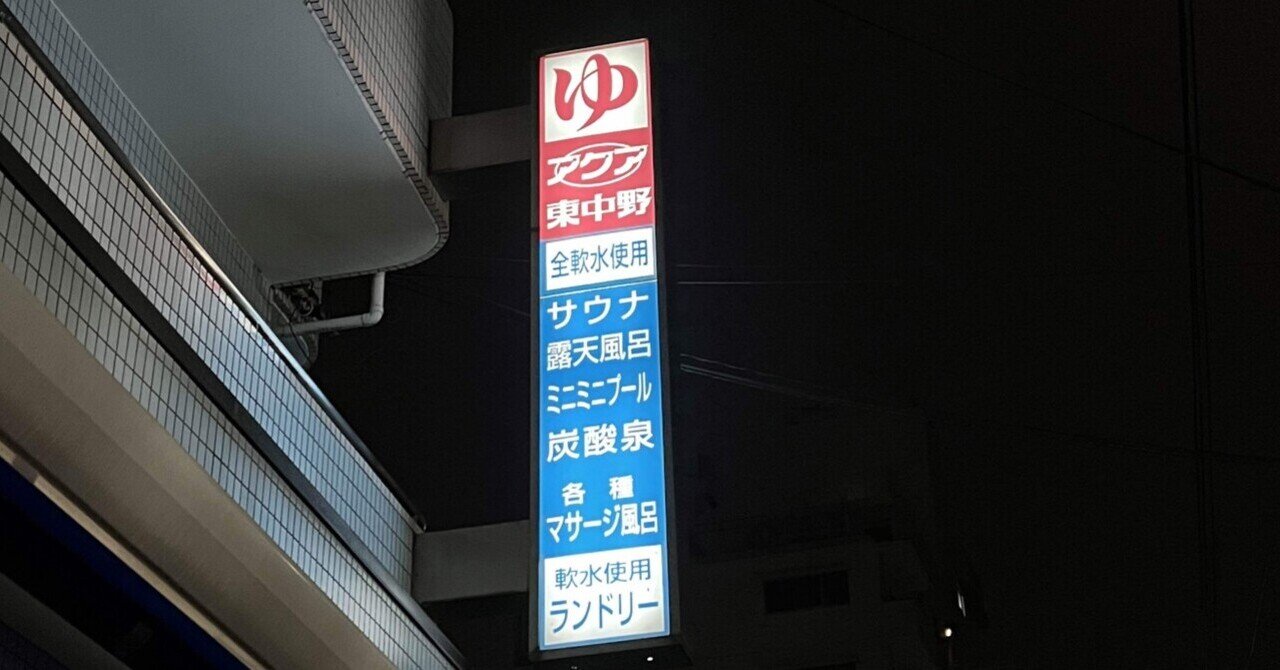 ゆ
アクア
東中野
全軟水使用
サウナ
露天風呂
ミニミニプール
炭酸泉
各種
マサージ風呂
軟水使用
ランドリー